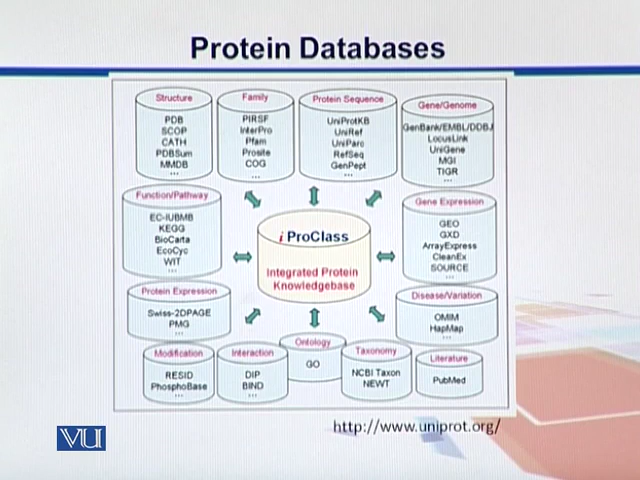 Protein Databases
Structure
PDB
SCOP
CATH
PDBSum
MMDB
...
Family
PIRSF
InterPro
Pfam
Prosite
COG
...
Protein Sequence
UniProtKB
UniRef
UniParc
RefSeq
GenPept
...
Gene/Genome
GenBank/EMBL/DDBJ
LocusLink
UniGene
MGI
TIGR
...
Function/Pathway
EC-IUBMB
KEGG
BioCarta
EcoCyc
WIT
...
i ProClass
Integrated Protein
Knowledgebase
Gene Expression
GEO
GXD
ArrayExpress
CleanEx
SOURCE
...
Protein Expression
Swiss-2DPAGE
PMG
...
Disease/Variation
OMIM
HapMap
...
Modification
RESID
PhosphoBase
...
Interaction
DIP
BIND
...
Ontology
GO
Taxonomy
NCBI Taxon
NEWT
...
Literature
PubMed
http://www.uniprot.org/
VU